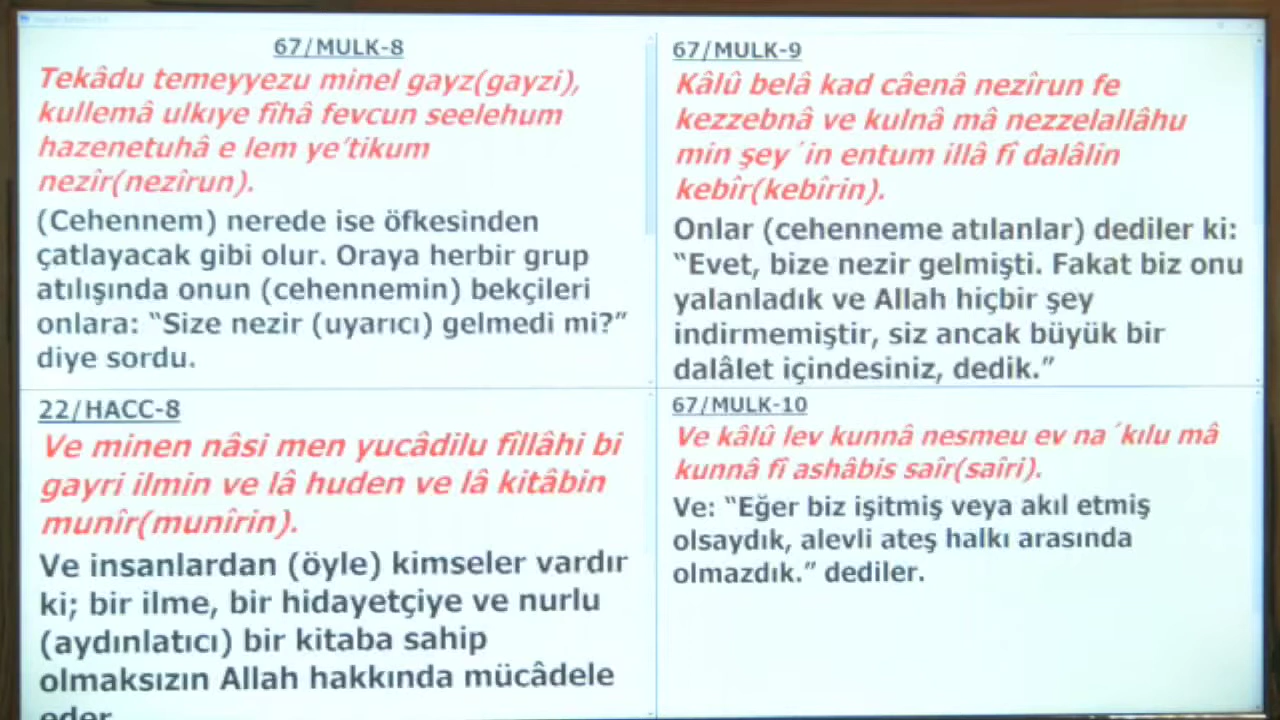 67/MULK-8
Tekâdu temeyyezu minel gayz(gayzi),
kullemâ ulkıye fîhâ fevcun seelehum
hazenetuhâ e lem ye’tikum
nezîr(nezîrun).
(Cehennem) nerede ise öfkesinden
çatlayacak gibi olur. Oraya herbir grup
atılışında onun (cehennemin) bekçileri
onlara: “Size nezir (uyarıcı) gelmedi mi?”
diye sordu.
67/MULK-9
Kâlû belâ kad câenâ nezîrun fe
kezzebnâ ve kulnâ mâ nezzelallâhu
min şey´in entum illâ fî dalâlin
kebîr(kebîrin).
Onlar (cehenneme atılanlar) dediler ki:
“Evet, bize nezir gelmişti. Fakat biz onu
yalanladık ve Allah hiçbir şey
indirmemiştir, siz ancak büyük bir
dalâlet içindesiniz, dedik.”
22/HACC-8
Ve minen nâsi men yucâdilu fîllâhi bi
gayri ilmin ve lâ huden ve lâ kitâbin
munîr(munîrin).
Ve insanlardan (öyle) kimseler vardır
ki; bir ilme, bir hidayetçiye ve nurlu
(aydınlatıcı) bir kitaba sahip
olmaksızın Allah hakkında mücâdele
eder
67/MULK-10
Ve kâlû lev kunnâ nesmeu ev na´kılu mâ
kunnâ fî ashâbis saîr(saîri).
Ve: “Eğer biz işitmiş veya akıl etmiş
olsaydık, alevli ateş halkı arasında
olmazdık.” dediler.